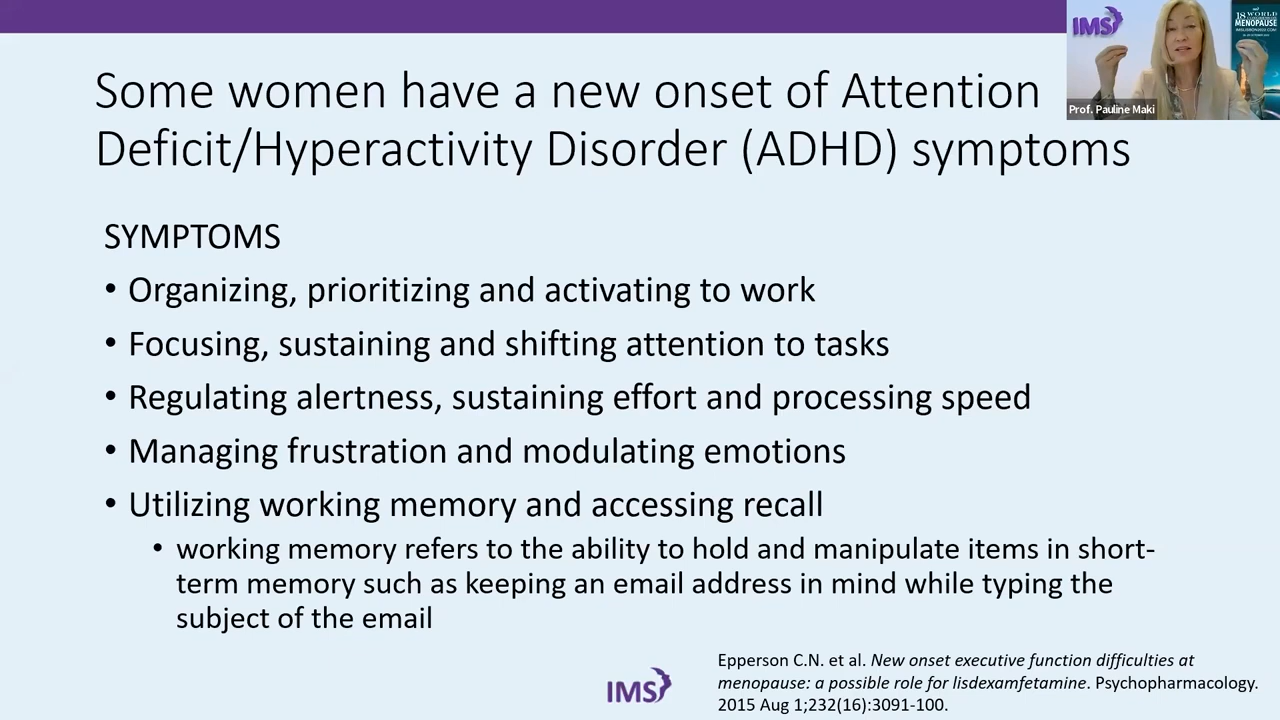 Some women have a new onset of Attention
Deficit/Hyperactivity Disorder (ADHD) symptoms
SYMPTOMS
• Organizing, prioritizing and activating to work
• Focusing, sustaining and shifting attention to tasks
• Regulating alertness, sustaining effort and processing speed
• Managing frustration and modulating emotions
• Utilizing working memory and accessing recall
• working memory refers to the ability to hold and manipulate items in short-
term memory such as keeping an email address in mind while typing the
subject of the email
Epperson C.N. et al. New onset executive function difficulties at
menopause: a possible role for lisdexamfetamine. Psychopharmacology.
2015 Aug 1;232(16):3091-100.
IMS
IMS
18 WORLD
MENOPAUSE
Prof. Pauline Maki